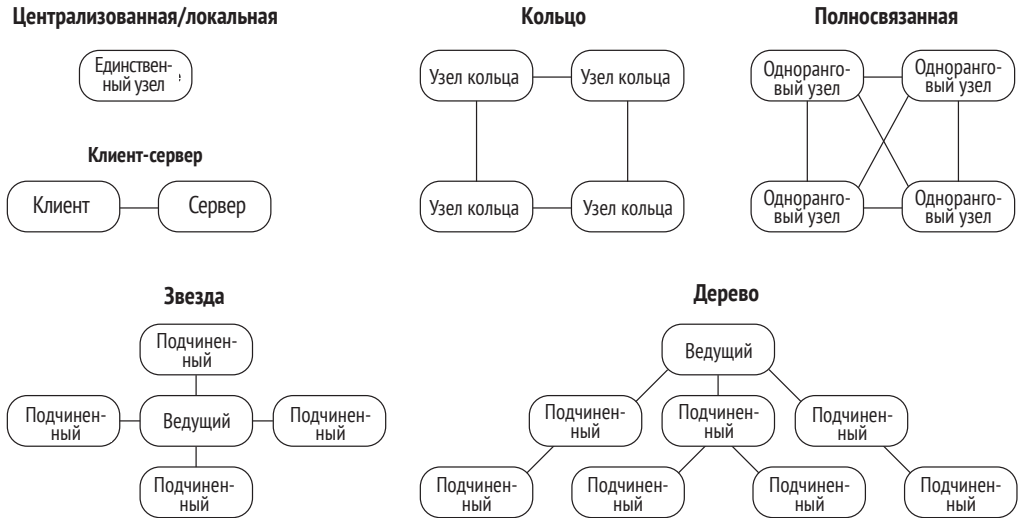 Централизованная/локальная
Единствен-
ный узел
Клиент-сервер
Клиент
Сервер
Кольцо
Узел кольца
Узел кольца
Узел кольца
Узел кольца
Полносвязанная
Одноранго-
вый узел
Одноранго-
вый узел
Одноранго-
вый узел
Одноранго-
вый узел
Звезда
Подчинен-
ный
Подчинен-
ный
Ведущий
Подчинен-
ный
Подчинен-
ный
Дерево
Ведущий
Подчинен-
ный
Подчинен-
ный
Подчинен-
ный
Подчинен-
ный
Подчинен-
ный
Подчинен-
ный
Подчинен-
ный